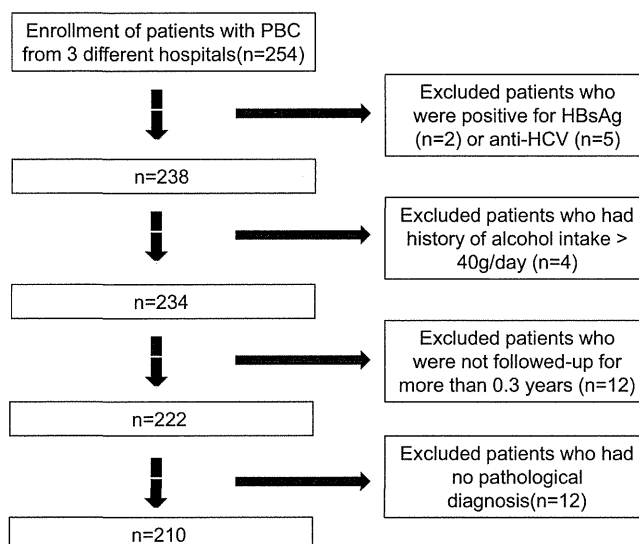 Enrollment of patients with PBC
from 3 different hospitals(n=254)
Excluded patients who
were positive for HBsAg
(n=2) or anti-HCV (n=5)
n=238
Excluded patients who had
history of alcohol intake >
40g/day (n=4)
n=234
Excluded patients who
were not followed-up for
more than 0.3 years (n=12)
n=222
Excluded patients who had
no pathological
diagnosis(n=12)
n=210